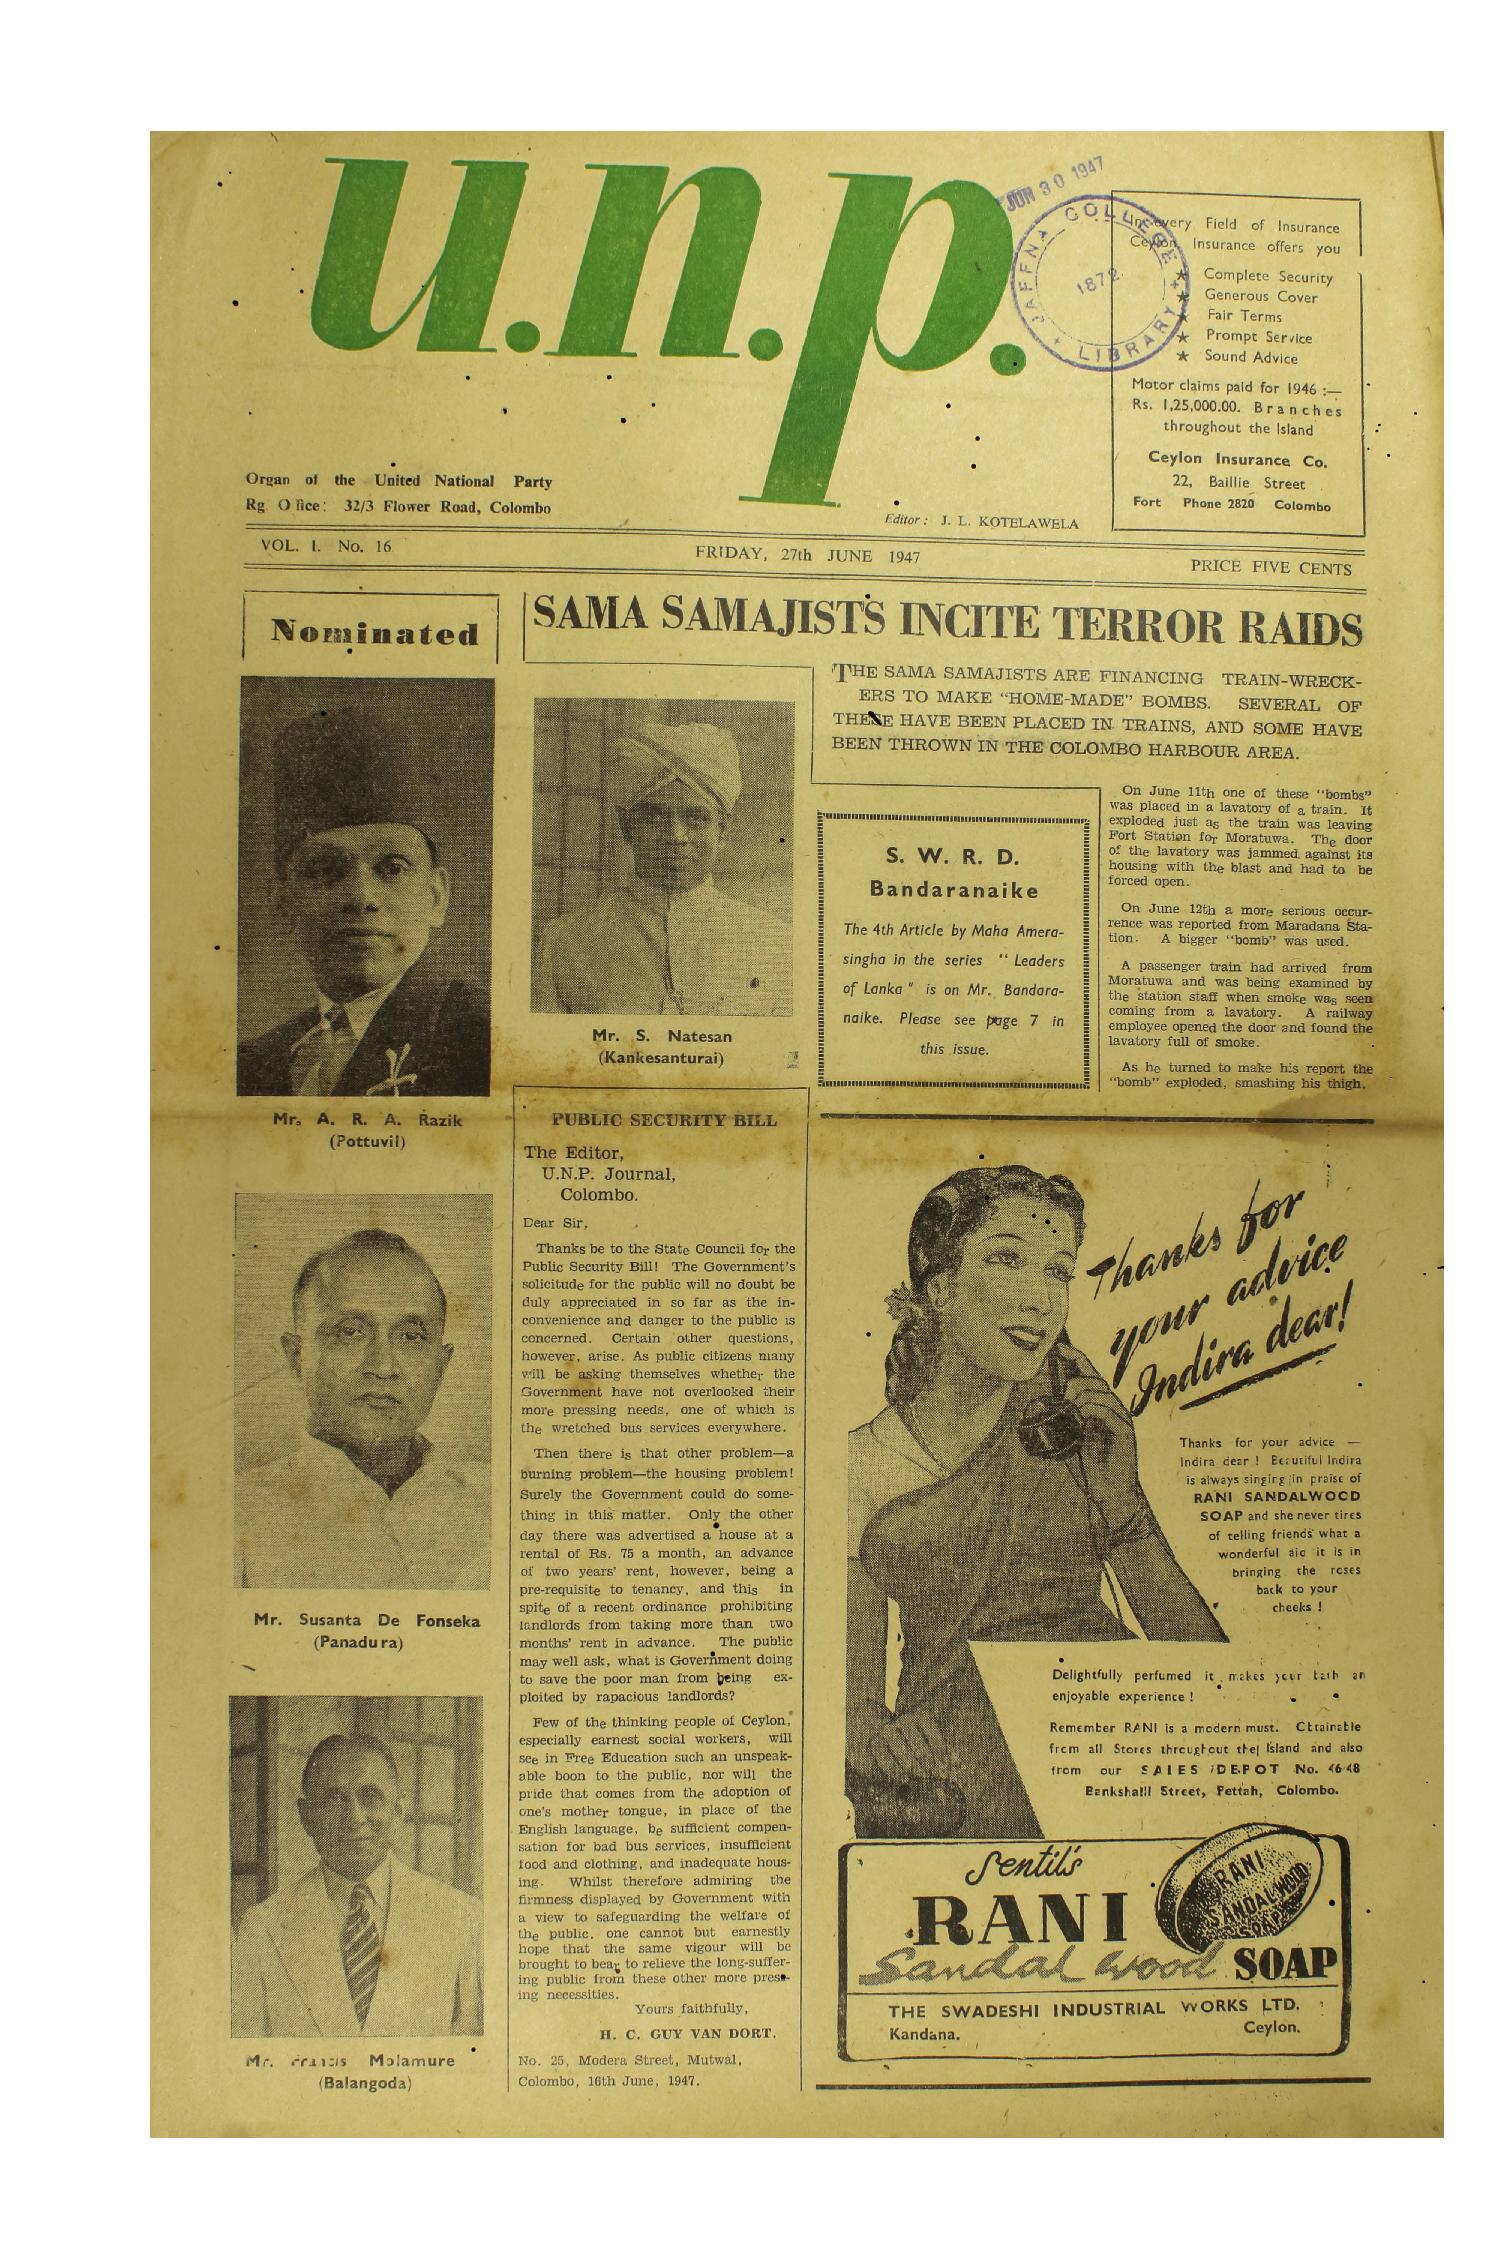 u.n.p.
JUN 30 1947
JAFFNA COLLEGE
1872
LIBRARY
In every Field of Insurance
Ceylon Insurance offers you
★ Complete Security
★ Generous Cover
★ Fair Terms
★ Prompt Service
★ Sound Advice
Motor claims paid for 1946 :—
Rs. 1,25,000.00. Branches
throughout the Island
Ceylon Insurance Co.
22, Baillie Street
Fort Phone 2820 Colombo
Organ of the United National Party
Rg Office: 32/3 Flower Road, Colombo
Editor: J. L. KOTELAWELA
VOL. I. No. 16
FRIDAY, 27th JUNE 1947
PRICE FIVE CENTS
Nominated
Mr. A. R. A. Razik
(Pottuvil)
Mr. Susanta De Fonseka
(Panadura)
Mr. Francis Molamure
(Balangoda)
SAMA SAMAJISTS INCITE TERROR RAIDS
Mr. S. Natesan
(Kankesanturai)
THE SAMA SAMAJISTS ARE FINANCING TRAIN-WRECK-
ERS TO MAKE "HOME-MADE" BOMBS. SEVERAL OF
THESE HAVE BEEN PLACED IN TRAINS, AND SOME HAVE
BEEN THROWN IN THE COLOMBO HARBOUR AREA.
S. W. R. D.
Bandaranaike
The 4th Article by Maha Amera-
singha in the series "Leaders
of Lanka" is on Mr. Bandara-
naike. Please see page 7 in
this issue.
On June 11th one of these "bombs"
was placed in a lavatory of a train. It
exploded just as the train was leaving
Fort Station for Moratuwa. The door
of the lavatory was jammed against its
housing with the blast and had to be
forced open.
On June 12th a more serious occur-
rence was reported from Maradana Sta-
tion. A bigger "bomb" was used.
A passenger train had arrived from
Moratuwa and was being examined by
the station staff when smoke was seen
coming from a lavatory. A railway
employee opened the door and found the
lavatory full of smoke.
As he turned to make his report the
"bomb" exploded, smashing his thigh.
PUBLIC SECURITY BILL
The Editor,
U.N.P. Journal,
Colombo.
Dear Sir,
Thanks be to the State Council for the
Public Security Bill! The Government's
solicitude for the public will no doubt be
duly appreciated in so far as the in-
convenience and danger to the public is
concerned. Certain other questions,
however, arise. As public citizens many
will be asking themselves whether the
Government have not overlooked their
more pressing needs, one of which is
the wretched bus services everywhere.
Then there is that other problem—a
burning problem—the housing problem!
Surely the Government could do some-
thing in this matter. Only the other
day there was advertised a house at a
rental of Rs. 75 a month, an advance
of two years' rent, however, being a
pre-requisite to tenancy, and this in
spite of a recent ordinance prohibiting
landlords from taking more than two
months' rent in advance. The public
may well ask, what is Government doing
to save the poor man from being ex-
ploited by rapacious landlords?
Few of the thinking people of Ceylon,
especially earnest social workers, will
see in Free Education such an unspeak-
able boon to the public, nor will the
pride that comes from the adoption of
one's mother tongue, in place of the
English language, be sufficient compen-
sation for bad bus services, insufficient
food and clothing, and inadequate hous-
ing. Whilst therefore admiring the
firmness displayed by Government with
a view to safeguarding the welfare of
the public, one cannot but earnestly
hope that the same vigour will be
brought to bear to relieve the long-suffer-
ing public from these other more press-
ing necessities.
Yours faithfully,
H. C. GUY VAN DORT.
No. 25, Modera Street, Mutwal,
Colombo, 16th June, 1947.
Thanks for
your advice
Indira dear!
Thanks for your advice —
Indira dear! Beautiful Indira
is always singing in praise of
RANI SANDALWOOD
SOAP and she never tires
of telling friends what a
wonderful aid it is in
bringing the roses
back to your
cheeks!
Delightfully perfumed it makes your bath an
enjoyable experience!
Remember RANI is a modern must. Obtainable
from all Stores throughout the Island and also
from our SALES DEPOT No. 46-48
Bankshall Street, Pettah, Colombo.
Sentil's
RANI
Sandal wood SOAP
RANI
SANDALWOOD
SOAP
THE SWADESHI INDUSTRIAL WORKS LTD.
Kandana. Ceylon.